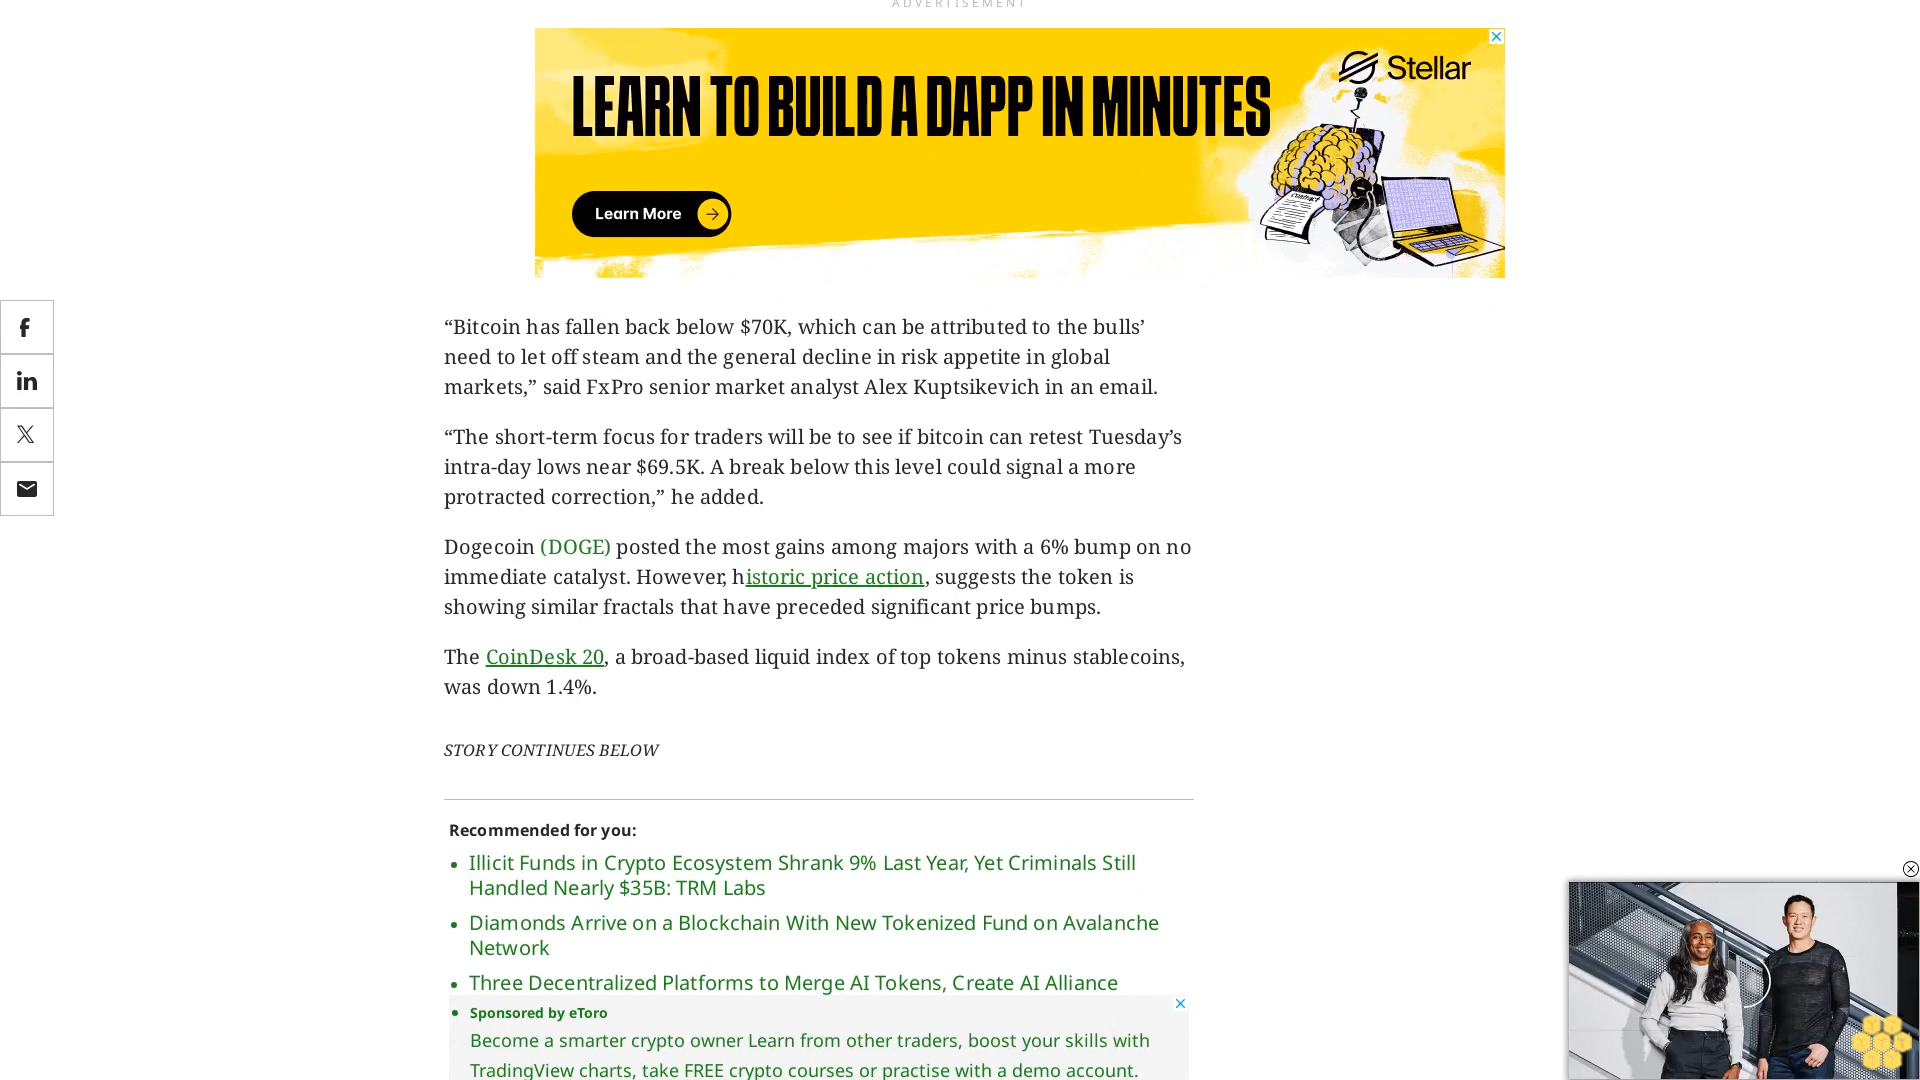 ADVERTISEMENT
LEARN TO BUILD A DAPP IN MINUTES
Stellar
contract
Learn More
“Bitcoin has fallen back below $70K, which can be attributed to the bulls’
need to let off steam and the general decline in risk appetite in global
markets,” said FxPro senior market analyst Alex Kuptsikevich in an email.
“The short-term focus for traders will be to see if bitcoin can retest Tuesday’s
intra-day lows near $69.5K. A break below this level could signal a more
protracted correction,” he added.
Dogecoin (DOGE) posted the most gains among majors with a 6% bump on no
immediate catalyst. However, historic price action, suggests the token is
showing similar fractals that have preceded significant price bumps.
The CoinDesk 20, a broad-based liquid index of top tokens minus stablecoins,
was down 1.4%.
STORY CONTINUES BELOW
Recommended for you:
• Illicit Funds in Crypto Ecosystem Shrank 9% Last Year, Yet Criminals Still
Handled Nearly $35B: TRM Labs
• Diamonds Arrive on a Blockchain With New Tokenized Fund on Avalanche
Network
• Three Decentralized Platforms to Merge AI Tokens, Create AI Alliance
• Sponsored by eToro
Become a smarter crypto owner Learn from other traders, boost your skills with
TradingView charts, take FREE crypto courses or practise with a demo account.